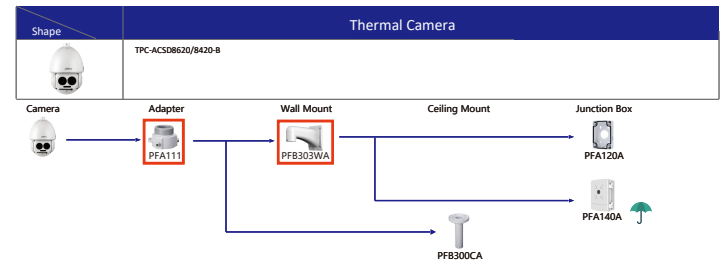 Shape
Thermal Camera
TPC-ACSD8620/8420-B
Camera
Adapter
Wall Mount
Ceiling Mount
Junction Box
PFA111
PFB303WA
PFA120A
PFA140A
PFB300CA